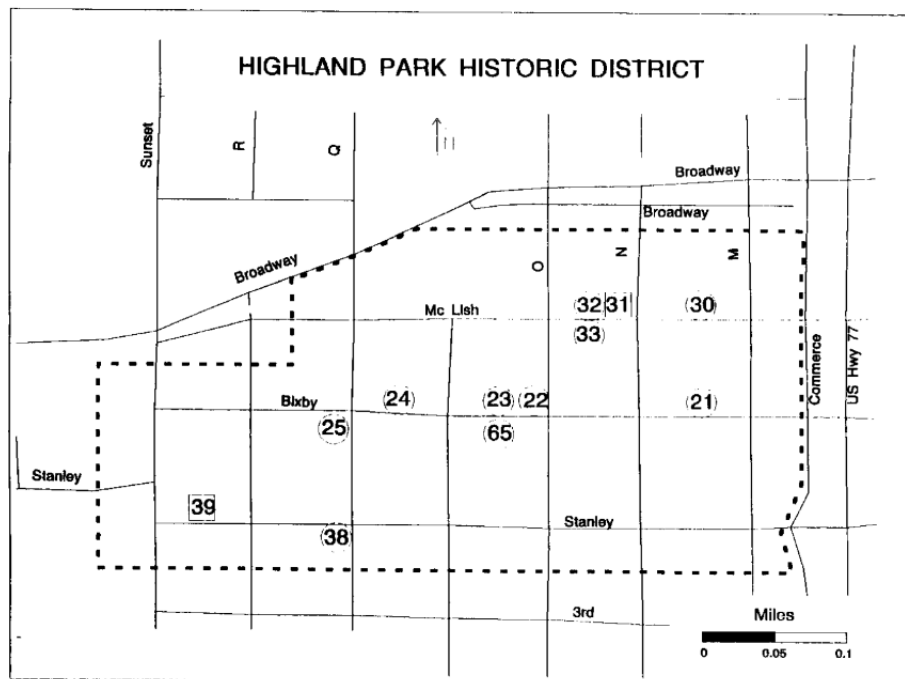 HIGHLAND PARK HISTORIC DISTRICT
Sunset
R
Q
Broadway
Broadway
Broadway
O
N
M
32
31
30
Mc Lish
33
Commerce
US Hwy 77
Bixby
24
23
22
21
25
65
Stanley
39
Stanley
38
3rd
Miles
0
0.05
0.1